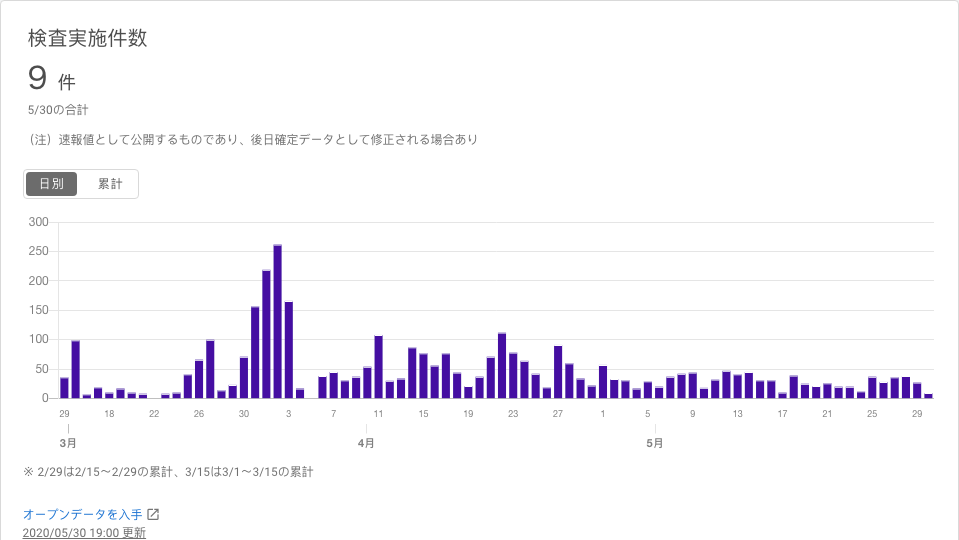 検査実施件数
9 件
5/30の合計
（注）速報値として公開するものであり、後日確定データとして修正される場合あり
日別 累計
300
250
200
150
100
50
0
29 18 22 26 30 3 7 11 15 19 23 27 1 5 9 13 17 21 25 29
3月 4月 5月
※ 2/29は2/15～2/29の累計、3/15は3/1～3/15の累計
オープンデータを入手
2020/05/30 19:00 更新